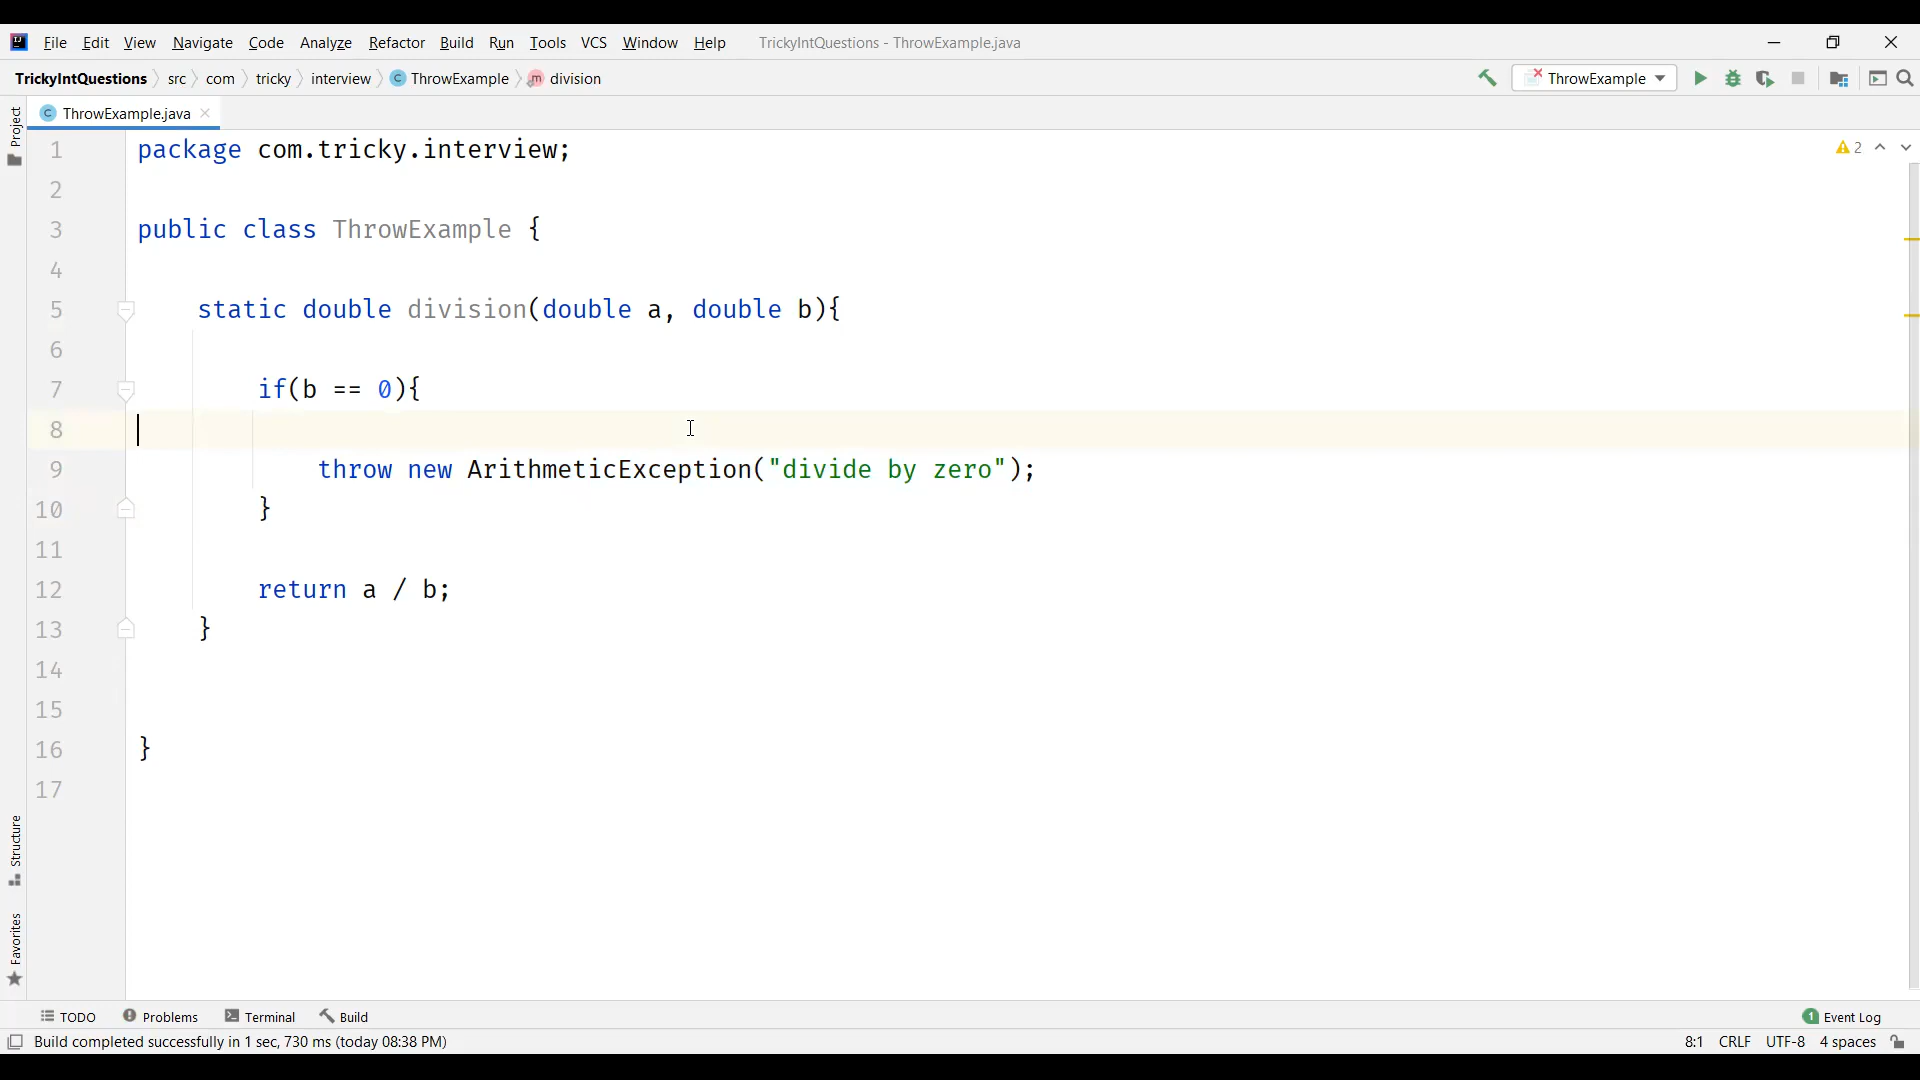 File Edit View Navigate Code Analyze Refactor Build Run Tools VCS Window Help TrickyIntQuestions - ThrowExample.java
TrickyIntQuestions src com tricky interview C ThrowExample m division ThrowExample
C ThrowExample.java
Project
1 package com.tricky.interview; 2
2
3 public class ThrowExample {
4
5 static double division(double a, double b){
6
7 if(b == 0){
8
9 throw new ArithmeticException("divide by zero");
10 }
11
12 return a / b;
13 }
14
15
16 }
17
Structure
Favorites
TODO Problems Terminal Build 1 Event Log
Build completed successfully in 1 sec, 730 ms (today 08:38 PM) 8:1 CRLF UTF-8 4 spaces